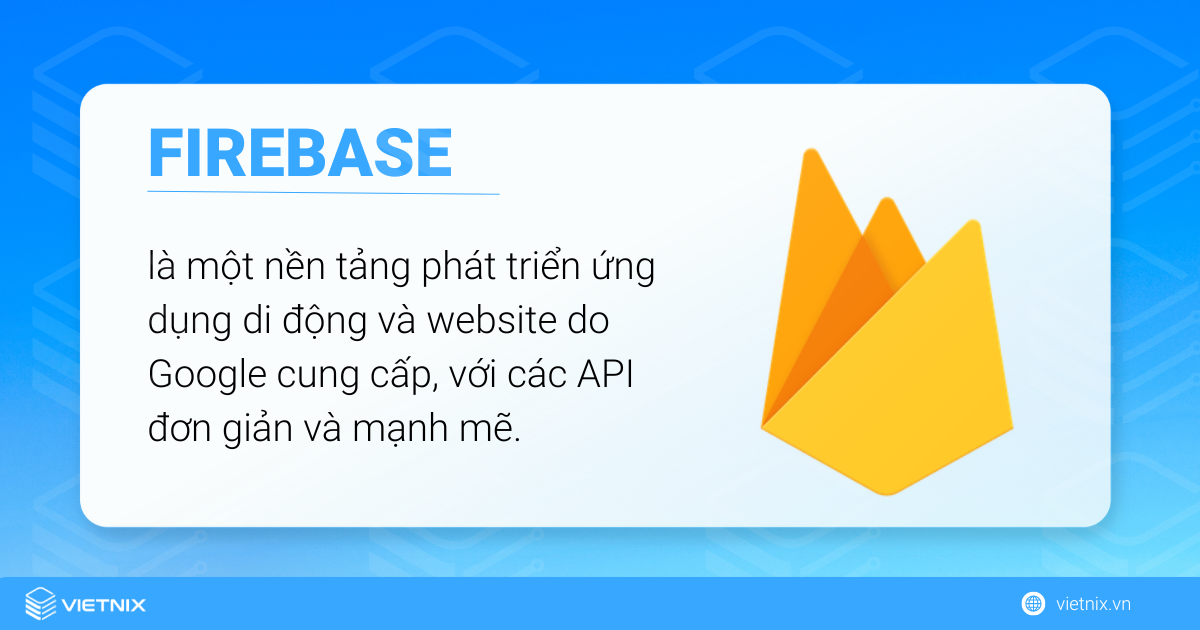 FIREBASE
là một nền tảng phát triển ứng
dụng di động và website do
Google cung cấp, với các API
đơn giản và mạnh mẽ.
VIETNIX
vietnix.vn